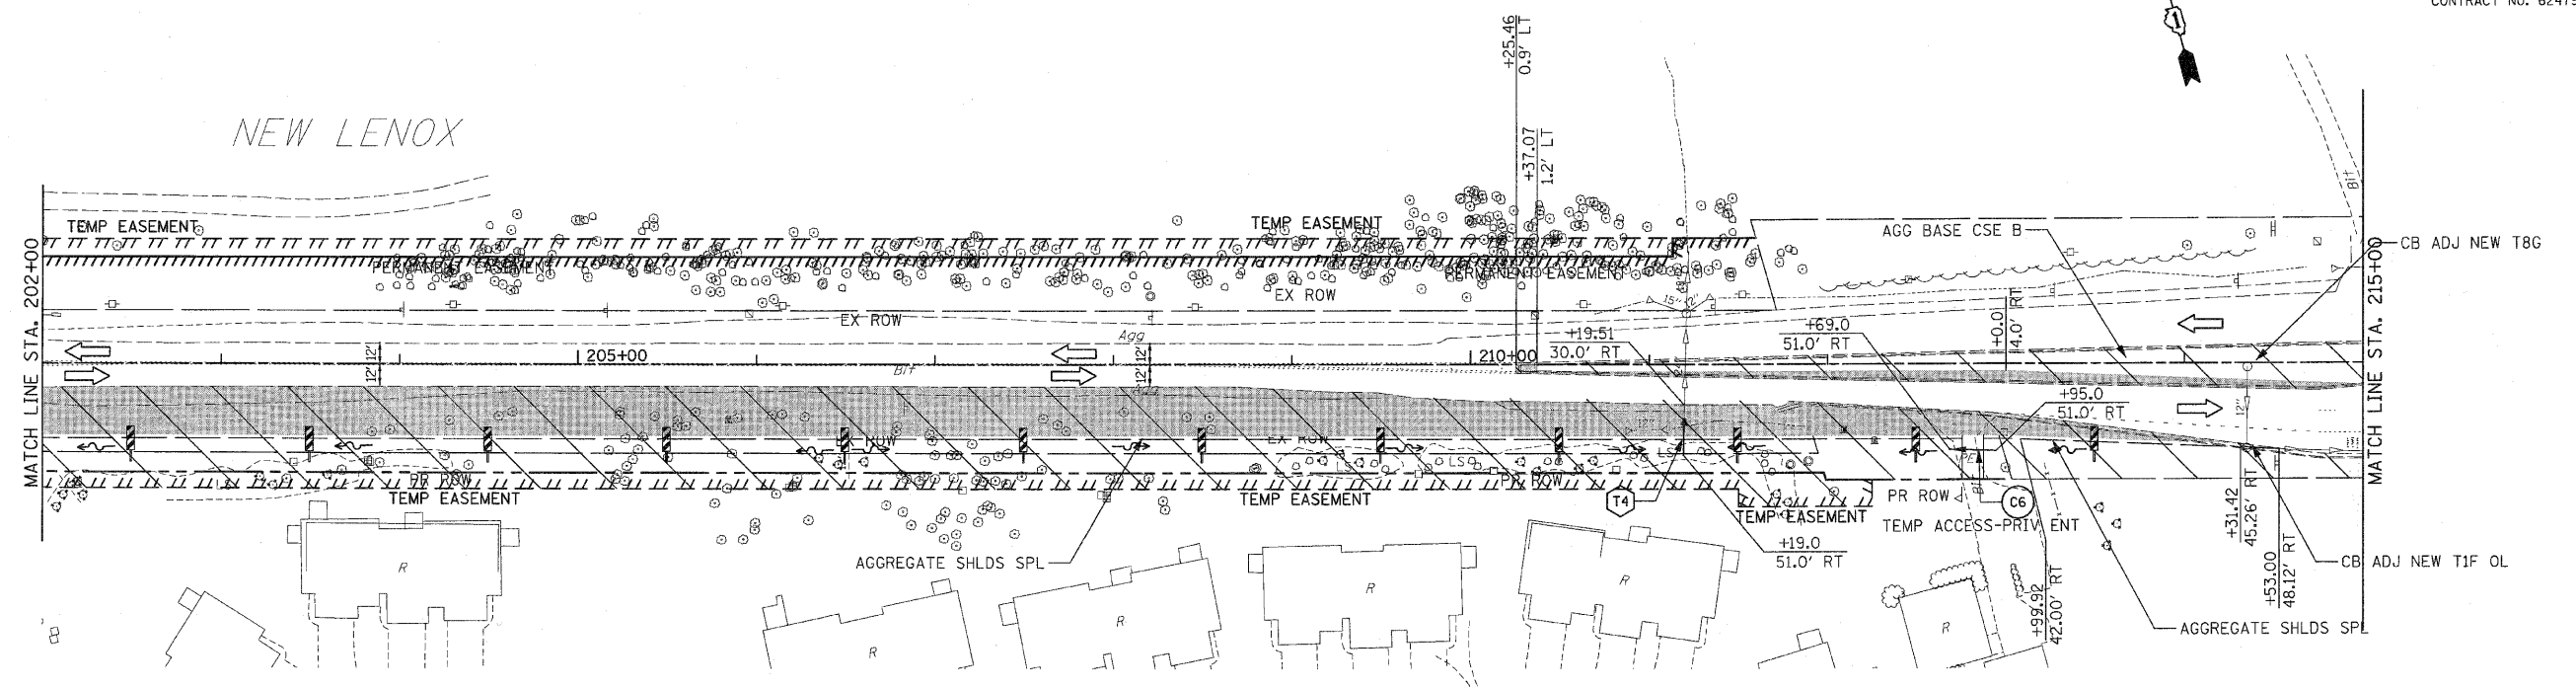 CONTRACT NO. 62479
NEW LENOX
+25.46
0.9' LT
+37.07
1.2' LT
TEMP EASEMENT
TEMP EASEMENT
AGG BASE CSE B
CB ADJ NEW T8G
PERMANENT EASEMENT
PERMANENT EASEMENT
EX ROW
EX ROW
MATCH LINE STA. 202+00
MATCH LINE STA. 215+00
Bit
Agg
12'
12'
12'
12'
205+00
210+00
Bit
+19.51
30.0' RT
+69.0
51.0' RT
+0.0
4.0' RT
+95.0
51.0' RT
12"
EX ROW
EX ROW
LS
LS
LS
PR ROW
PR ROW
PR ROW
TEMP EASEMENT
TEMP EASEMENT
TEMP EASEMENT
T4
C6
TEMP ACCESS-PRIV ENT
AGGREGATE SHLDS SPL
+19.0
51.0' RT
+99.92
42.00' RT
+31.42
45.26' RT
+53.00
48.12' RT
CB ADJ NEW T1F OL
AGGREGATE SHLDS SPL
R
R
R
R
R
R